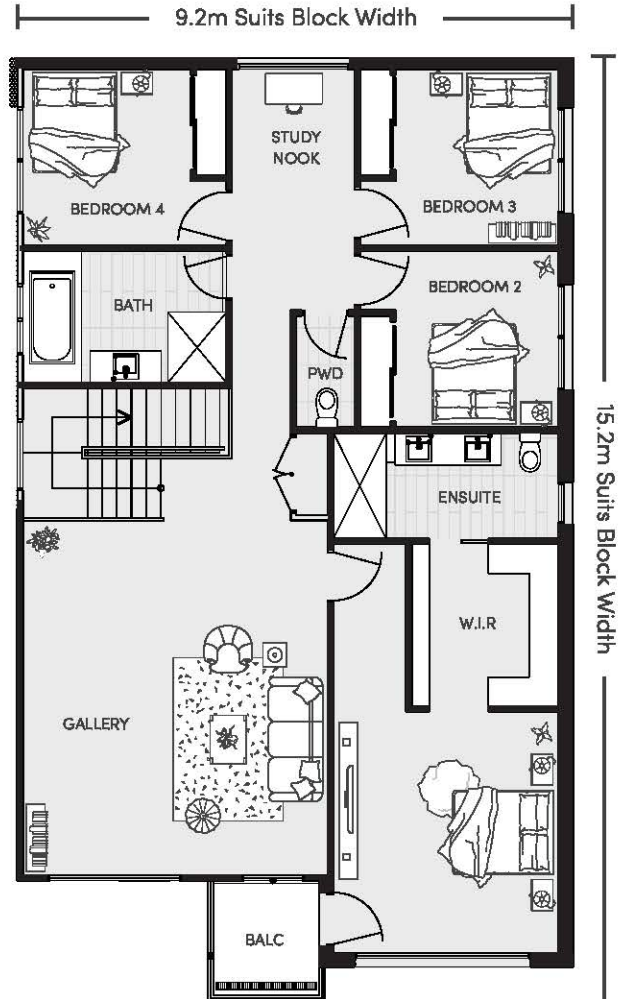 9.2m Suits Block Width
STUDY
NOOK
BEDROOM 4
BEDROOM 3
BEDROOM 2
BATH
PWD
15.2m Suits Block Width
ENSUITE
W.I.R
GALLERY
BALC